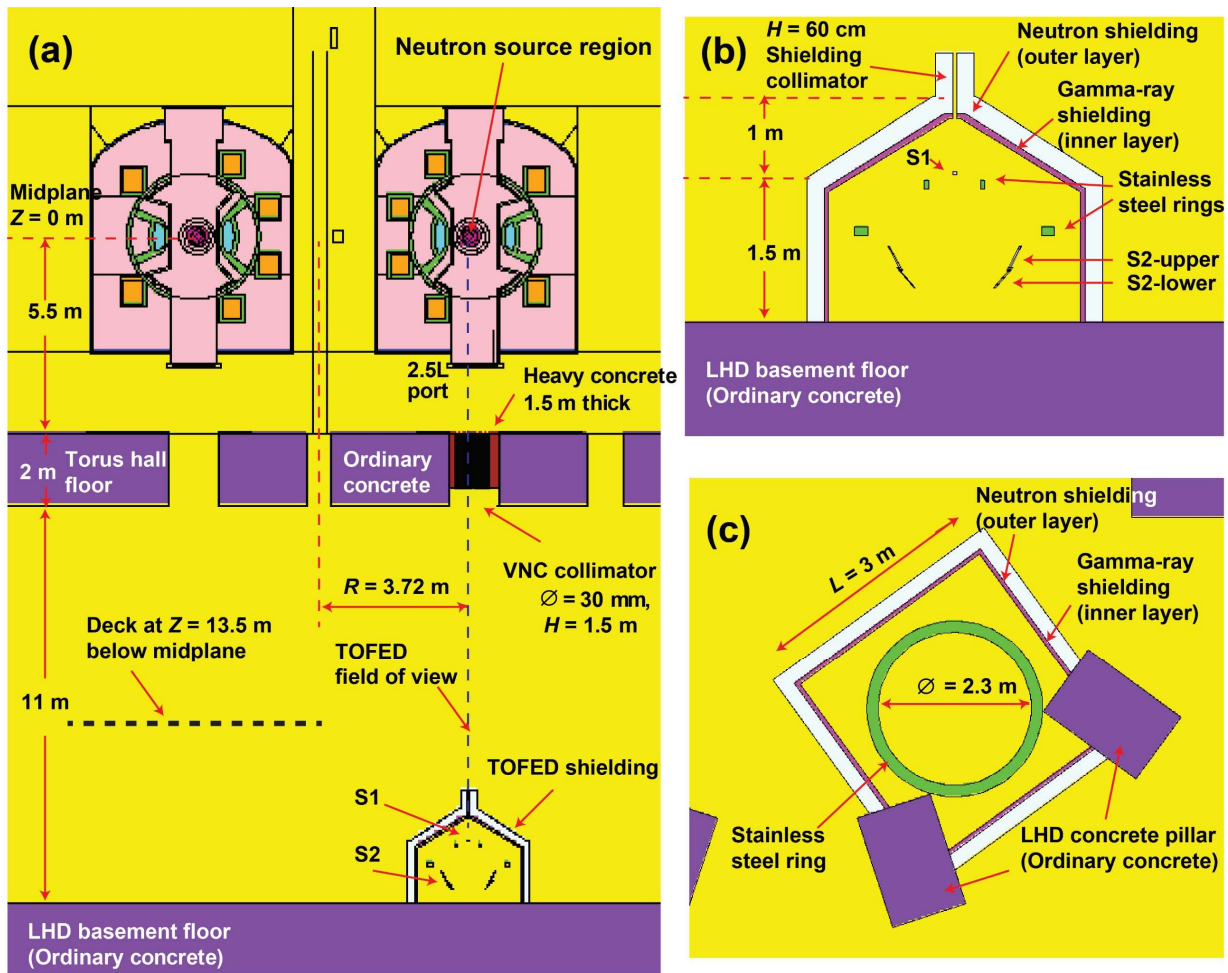 (a)
Neutron source region
Midplane
Z = 0 m
5.5 m
2.5L
port
Heavy concrete
1.5 m thick
2 m
Torus hall
floor
Ordinary
concrete
VNC collimator
∅ = 30 mm,
H = 1.5 m
R = 3.72 m
Deck at Z = 13.5 m
below midplane
TOFED
field of view
11 m
TOFED shielding
S1
S2
LHD basement floor
(Ordinary concrete)
(b)
H = 60 cm
Shielding
collimator
Neutron shielding
(outer layer)
Gamma-ray
shielding
(inner layer)
1 m
S1
Stainless
steel rings
1.5 m
S2-upper
S2-lower
LHD basement floor
(Ordinary concrete)
(c)
Neutron shielding
(outer layer)
L = 3 m
Gamma-ray
shielding
(inner layer)
∅ = 2.3 m
Stainless
steel ring
LHD concrete pillar
(Ordinary concrete)